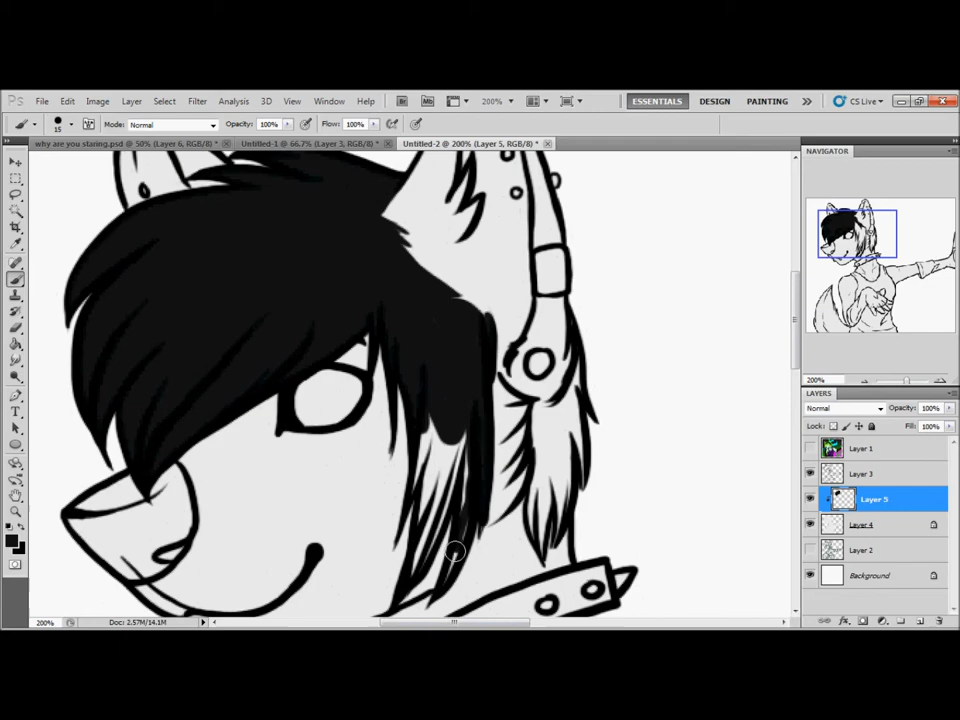 Ps File Edit Image Layer Select Filter Analysis 3D View Window Help Br Mb 200% ESSENTIALS DESIGN PAINTING CS Live
15 Mode: Normal Opacity: 100% Flow: 100%
why are you staring.psd @ 50% (Layer 6, RGB/8) * Untitled-1 @ 66.7% (Layer 3, RGB/8) * Untitled-2 @ 200% (Layer 5, RGB/8) *
NAVIGATOR
200%
LAYERS
Normal Opacity: 100%
Lock: Fill: 100%
Layer 1
Layer 3
Layer 5
Layer 4
Layer 2
Background
200% Doc: 2.57M/14.1M